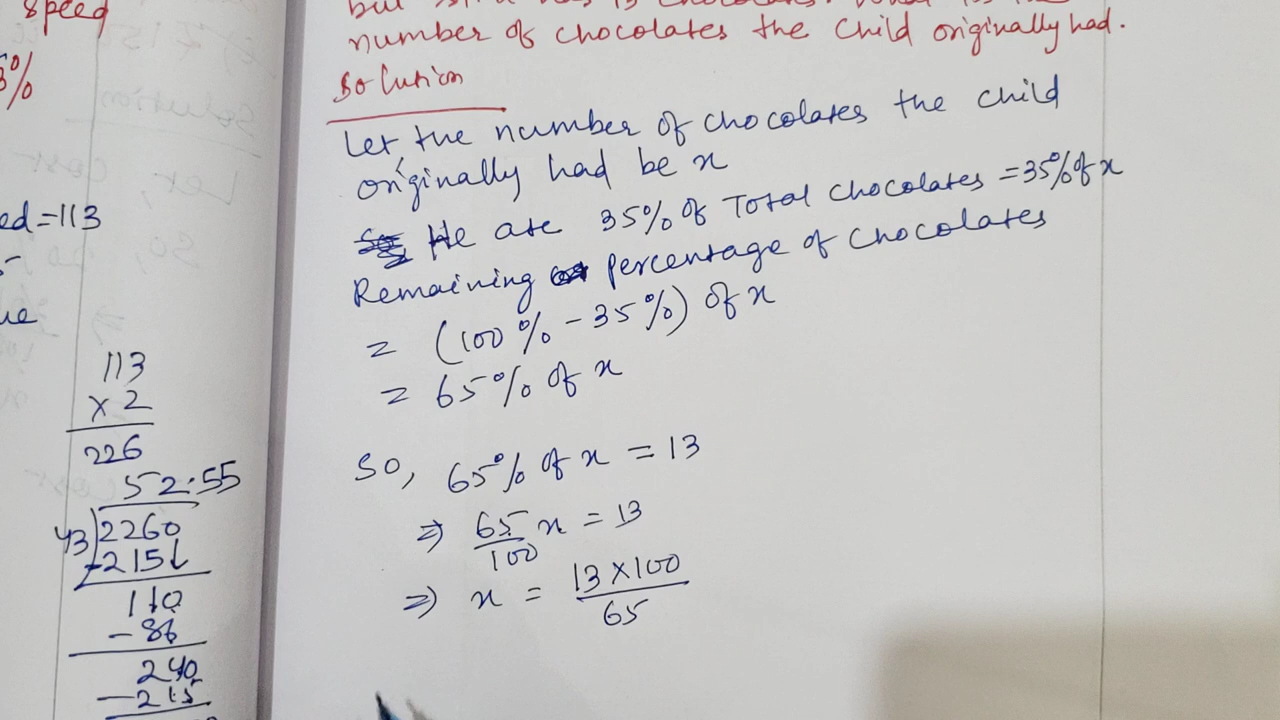 speed
%
ed=113
113
x 2
226
52.55
43)2260
-215↓
110
- 86
240
- 215
number of chocolates the child originally had.
Solution
Let the number of chocolates the child
originally had be x
He ate 35% of Total chocolates = 35% of x
Remaining percentage of chocolates
= (100% - 35%) of x
= 65% of x
So, 65% of x = 13
⇒ 65/100 x = 13
⇒ x = 13 x 100 / 65